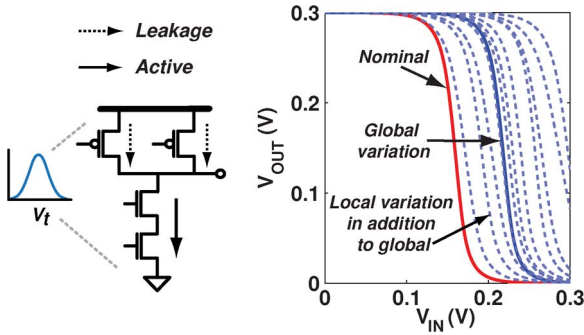 Leakage
Active
Vt
0.3
0.2
0.1
0
VOUT (V)
Nominal
Global
variation
Local variation
in addition
to global
0
0.1
0.2
0.3
VIN (V)